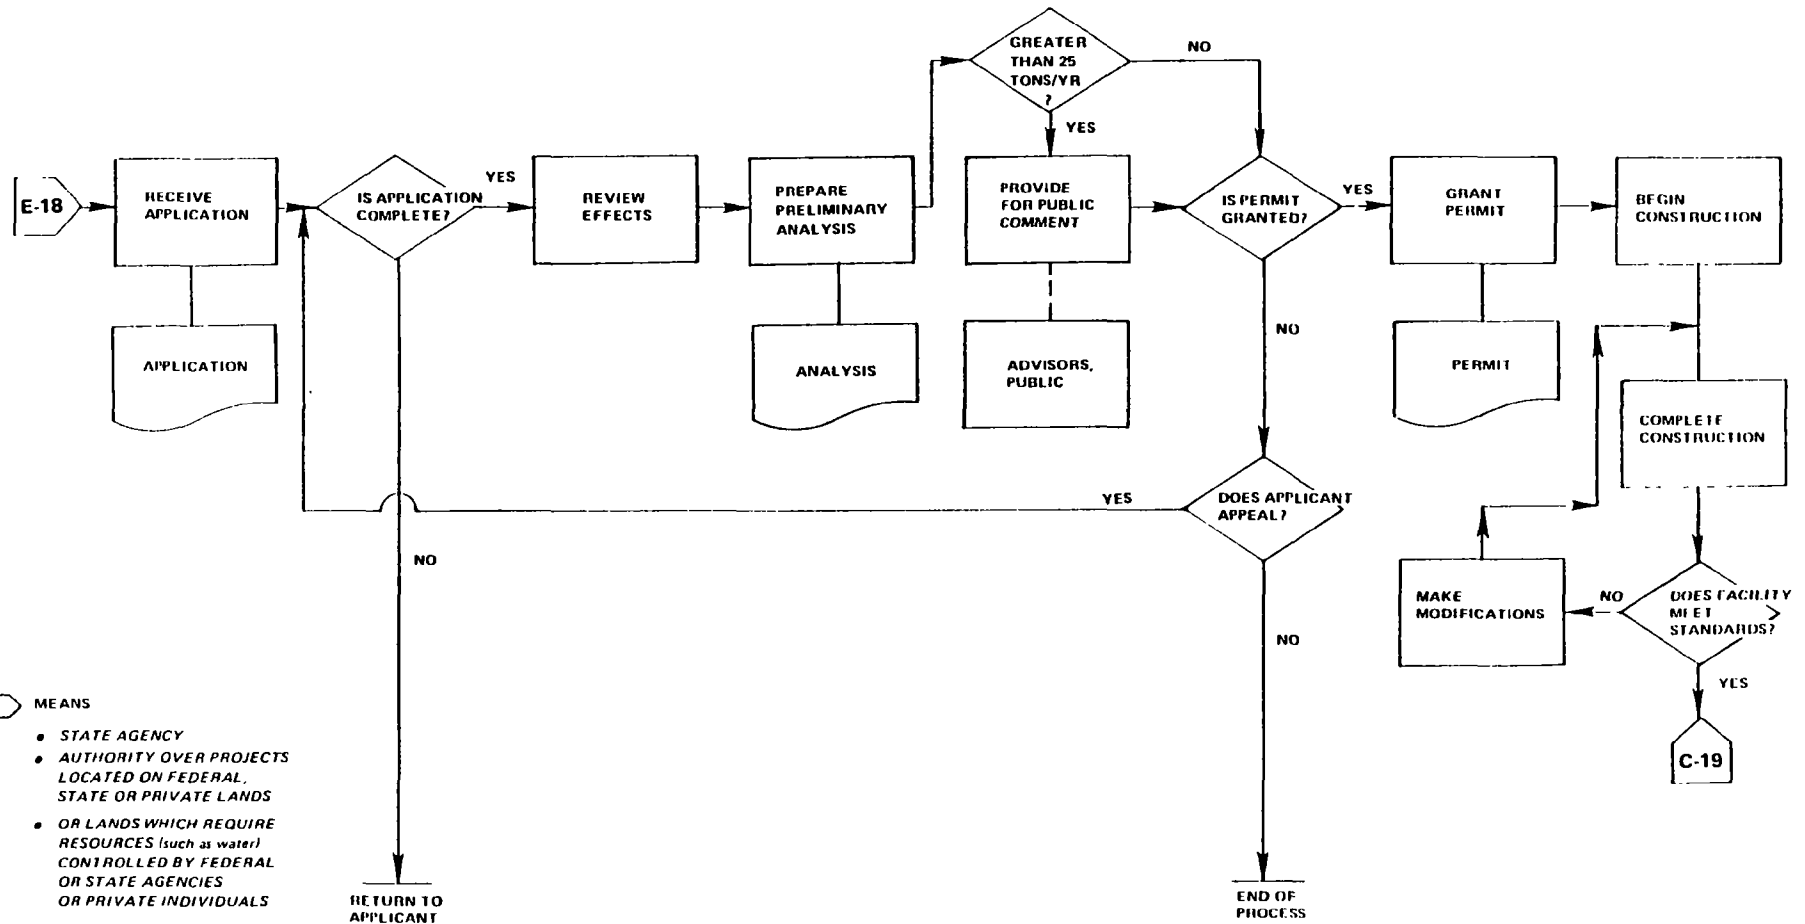 GREATER
THAN 25
TONS/YR
?
NO
YES
E-18
RECEIVE
APPLICATION
IS APPLICATION
COMPLETE?
YES
REVIEW
EFFECTS
PREPARE
PRELIMINARY
ANALYSIS
PROVIDE
FOR PUBLIC
COMMENT
IS PERMIT
GRANTED?
YES
GRANT
PERMIT
BEGIN
CONSTRUCTION
NO
APPLICATION
ANALYSIS
ADVISORS,
PUBLIC
PERMIT
COMPLETE
CONSTRUCTION
YES
DOES APPLICANT
APPEAL?
NO
MAKE
MODIFICATIONS
NO
DOES FACILITY
MEET
STANDARDS?
NO
YES
C-19
MEANS
• STATE AGENCY
• AUTHORITY OVER PROJECTS
LOCATED ON FEDERAL,
STATE OR PRIVATE LANDS
• OR LANDS WHICH REQUIRE
RESOURCES (such as water)
CONTROLLED BY FEDERAL
OR STATE AGENCIES
OR PRIVATE INDIVIDUALS
RETURN TO
APPLICANT
END OF
PROCESS